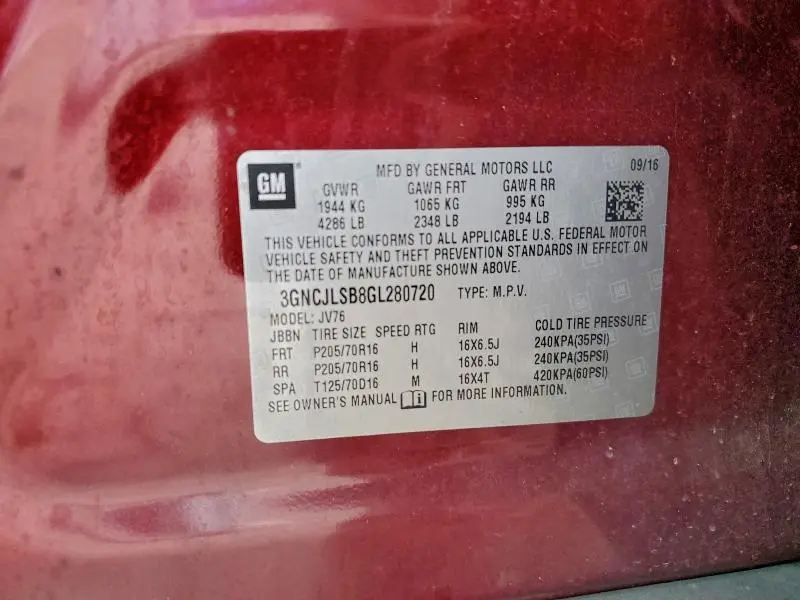 GM® MFD BY GENERAL MOTORS LLC 09/16
GVWR GAWR FRT GAWR RR
1944 KG 1065 KG 995 KG
4286 LB 2348 LB 2194 LB
THIS VEHICLE CONFORMS TO ALL APPLICABLE U.S. FEDERAL MOTOR
VEHICLE SAFETY AND THEFT PREVENTION STANDARDS IN EFFECT ON
THE DATE OF MANUFACTURE SHOWN ABOVE.
3GNCJLSB8GL280720 TYPE: M.P.V.
MODEL: JV76
JBBN TIRE SIZE SPEED RTG RIM COLD TIRE PRESSURE
FRT P205/70R16 H 16X6.5J 240KPA(35PSI)
RR P205/70R16 H 16X6.5J 240KPA(35PSI)
SPA T125/70D16 M 16X4T 420KPA(60PSI)
SEE OWNER'S MANUAL i FOR MORE INFORMATION.